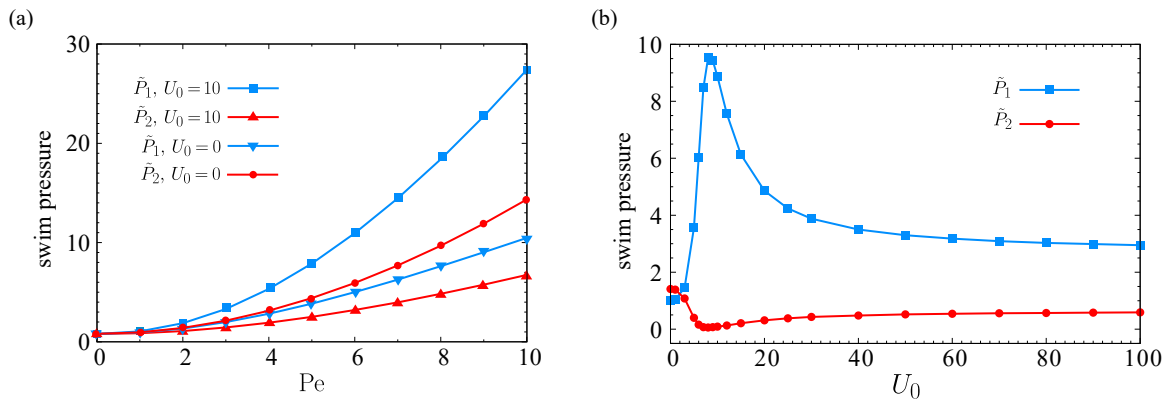 (a)
30
20
10
0
swim pressure
P̃₁, U₀ = 10
P̃₂, U₀ = 10
P̃₁, U₀ = 0
P̃₂, U₀ = 0
0 2 4 6 8 10
Pe
(b)
10
8
6
4
2
0
swim pressure
P̃₁
P̃₂
0 20 40 60 80 100
U₀